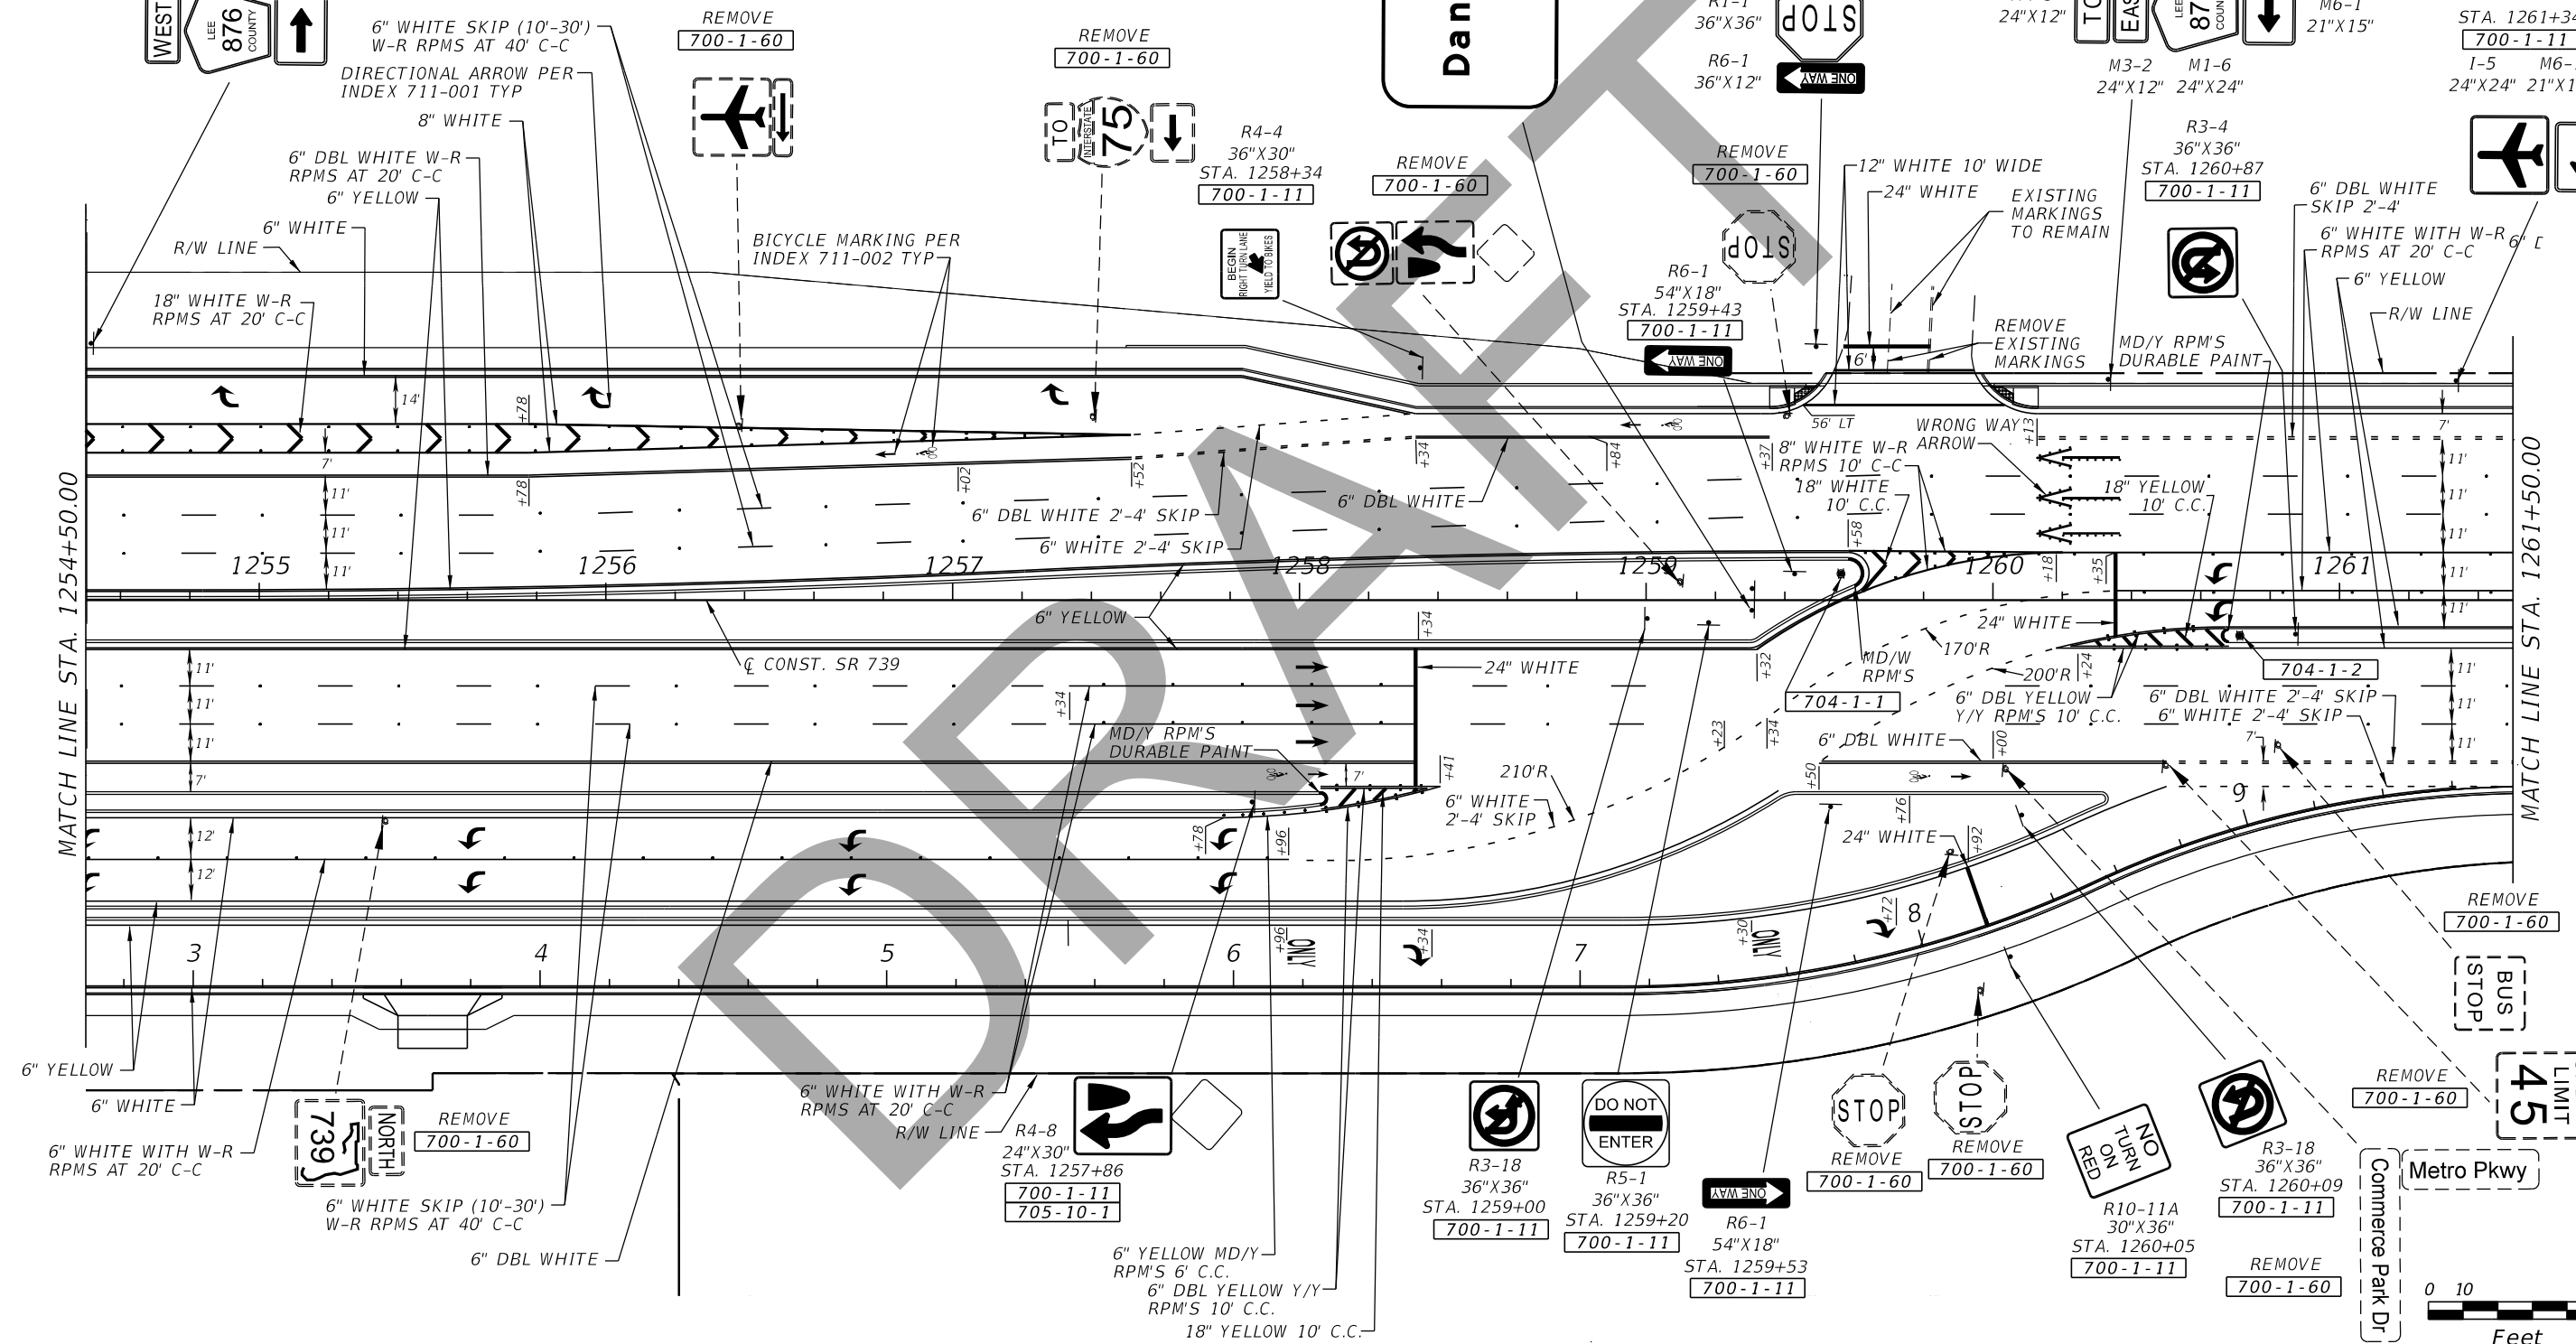 WEST
LEE
876
COUNTY
6" WHITE SKIP (10'-30')
W-R RPMS AT 40' C-C
DIRECTIONAL ARROW PER
INDEX 711-001 TYP
8" WHITE
6" DBL WHITE W-R
RPMS AT 20' C-C
6" YELLOW
6" WHITE
R/W LINE
18" WHITE W-R
RPMS AT 20' C-C
REMOVE
700-1-60
REMOVE
700-1-60
TO
INTERSTATE
75
BICYCLE MARKING PER
INDEX 711-002 TYP
R4-4
36"X30"
STA. 1258+34
700-1-11
BEGIN
RIGHT TURN LANE
YIELD TO BIKES
REMOVE
700-1-60
Dan
36"X36"
STOP
R6-1
36"X12"
ONE WAY
REMOVE
700-1-60
STOP
R6-1
54"X18"
STA. 1259+43
700-1-11
ONE WAY
12" WHITE 10' WIDE
24" WHITE
EXISTING
MARKINGS
TO REMAIN
REMOVE
EXISTING
MARKINGS
24"X12"
TO
EAS
LEE
87
COUN
M6-1
21"X15"
M3-2
24"X12"
M1-6
24"X24"
R3-4
36"X36"
STA. 1260+87
700-1-11
STA. 1261+34
700-1-11
I-5
24"X24"
6" DBL WHITE
SKIP 2'-4'
6" WHITE WITH W-R
RPMS AT 20' C-C
6" YELLOW
R/W LINE
MD/Y RPM'S
DURABLE PAINT
6'
56' LT
WRONG WAY
ARROW
8" WHITE W-R
RPMS 10' C-C
18" WHITE
10' C.C.
18" YELLOW
10' C.C.
14'
7'
11'
11'
11'
+78
+78
+02
+52
+34
+84
+37
+13
+58
+18
+35
7'
11'
11'
11'
11'
11'
6" DBL WHITE 2'-4' SKIP
6" WHITE 2'-4' SKIP
6" DBL WHITE
MATCH LINE STA. 1254+50.00
1255
1256
1257
1258
1259
1260
1261
MATCH LINE STA. 1261+50.00
6" YELLOW
+34
℄ CONST. SR 739
24" WHITE
24" WHITE
170'R
200'R
+24
+32
MD/W
RPM'S
704-1-1
704-1-2
6" DBL YELLOW
Y/Y RPM'S 10' C.C.
6" DBL WHITE 2'-4' SKIP
6" WHITE 2'-4' SKIP
11'
11'
11'
7'
+34
MD/Y RPM'S
DURABLE PAINT
7'
+41
210'R
6" WHITE
2'-4' SKIP
+23
+34
6" DBL WHITE
+00
+50
+76
7'
9
11'
11'
11'
12'
12'
+78
+96
24" WHITE
+92
+72
8
3
4
5
6
7
+96
ONLY
+34
+30
ONLY
6" YELLOW
6" WHITE
6" WHITE WITH W-R
RPMS AT 20' C-C
739
NORTH
REMOVE
700-1-60
6" WHITE SKIP (10'-30')
W-R RPMS AT 40' C-C
6" DBL WHITE
6" WHITE WITH W-R
RPMS AT 20' C-C
R/W LINE
R4-8
24"X30"
STA. 1257+86
700-1-11
705-10-1
6" YELLOW MD/Y
RPM'S 6' C.C.
6" DBL YELLOW Y/Y
RPM'S 10' C.C.
18" YELLOW 10' C.C.
R3-18
36"X36"
STA. 1259+00
700-1-11
DO NOT
ENTER
R5-1
36"X36"
STA. 1259+20
700-1-11
ONE WAY
R6-1
54"X18"
STA. 1259+53
700-1-11
STOP
REMOVE
700-1-60
STOP
REMOVE
700-1-60
NO
TURN
ON
RED
R10-11A
30"X36"
STA. 1260+05
700-1-11
R3-18
36"X36"
STA. 1260+09
700-1-11
REMOVE
700-1-60
REMOVE
700-1-60
BUS
STOP
REMOVE
700-1-60
LIMIT
45
Metro Pkwy
Commerce Park Dr
0 10
Feet
DRAFT